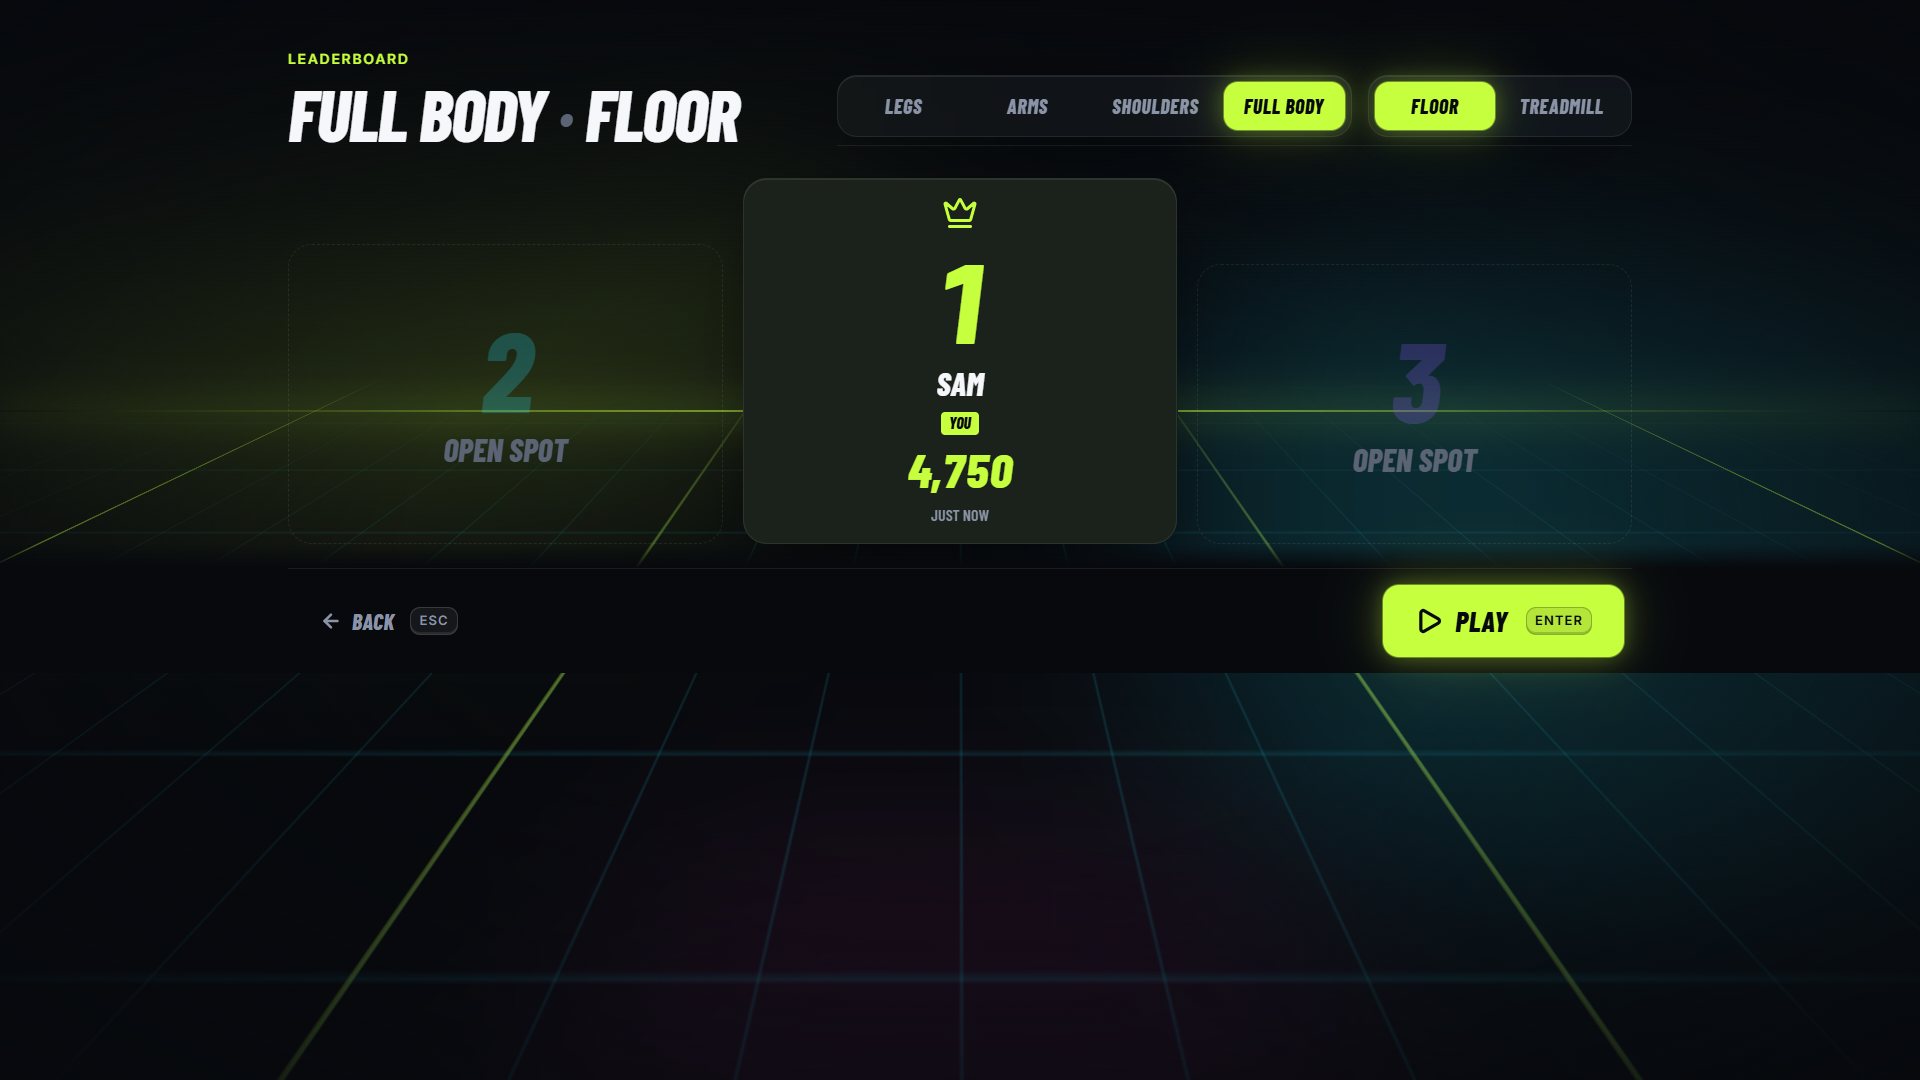 LEADERBOARD
FULL BODY · FLOOR
LEGS ARMS SHOULDERS FULL BODY FLOOR TREADMILL
1
SAM
YOU
4,750
JUST NOW
2
OPEN SPOT
3
OPEN SPOT
BACK ESC
PLAY ENTER